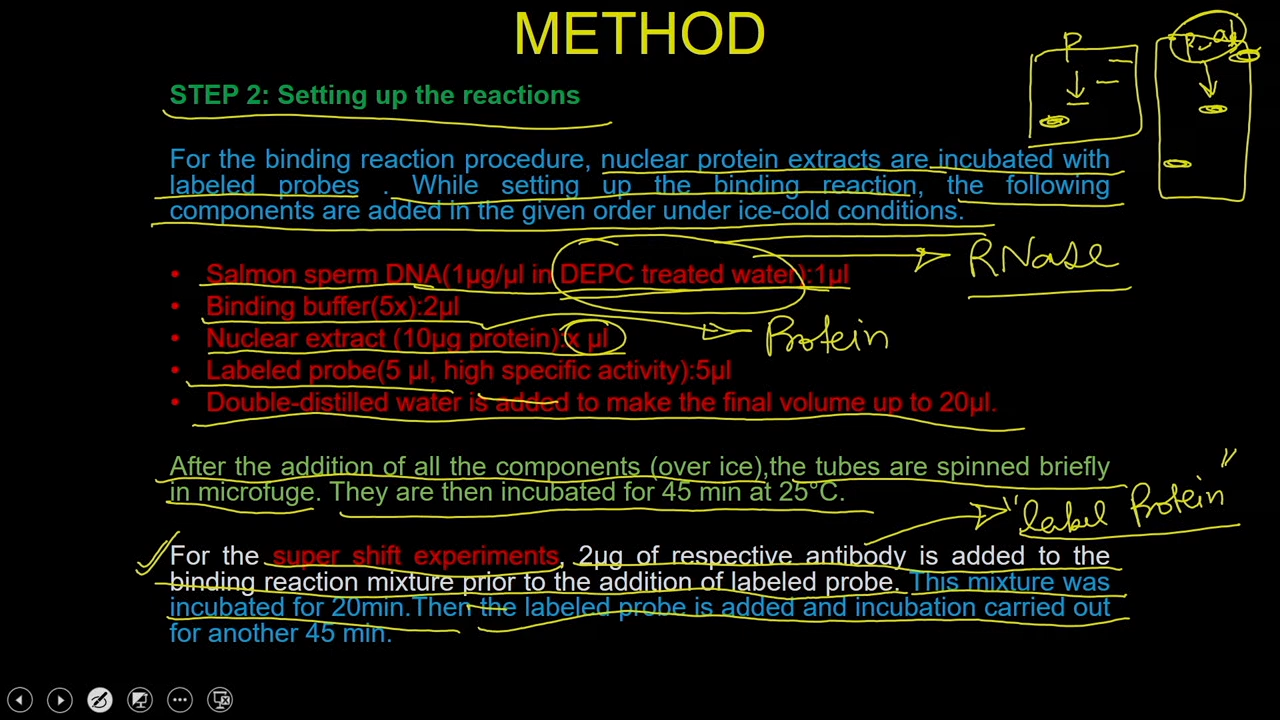 METHOD
STEP 2: Setting up the reactions
For the binding reaction procedure, nuclear protein extracts are incubated with
labeled probes . While setting up the binding reaction, the following
components are added in the given order under ice-cold conditions.
• Salmon sperm DNA(1µg/µl in DEPC treated water):1µl
RNase
• Binding buffer(5x):2µl
• Nuclear extract (10µg protein):x µl
Protein
• Labeled probe(5 µl, high specific activity):5µl
• Double-distilled water is added to make the final volume up to 20µl.
After the addition of all the components (over ice),the tubes are spinned briefly
in microfuge. They are then incubated for 45 min at 25°C.
"label Protein"
For the super shift experiments, 2µg of respective antibody is added to the
binding reaction mixture prior to the addition of labeled probe. This mixture was
incubated for 20min.Then the labeled probe is added and incubation carried out
for another 45 min.
P